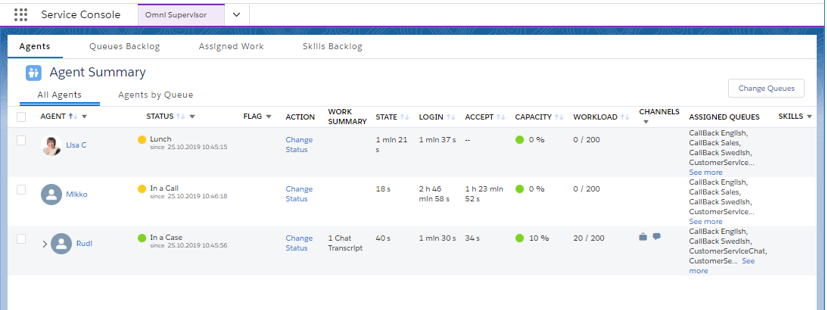 Service Console
Omni Supervisor
Agents
Queues Backlog
Assigned Work
Skills Backlog
Agent Summary
All Agents
Agents by Queue
Change Queues
AGENT
STATUS
FLAG
ACTION
WORK
SUMMARY
STATE
LOGIN
ACCEPT
CAPACITY
WORKLOAD
CHANNELS
ASSIGNED QUEUES
SKILLS
Lisa C
Lunch
since 25.10.2019 10:45:15
Change
Status
1 min 21
s
1 min 37 s
--
0 %
0 / 200
CallBack English,
CallBack Sales,
CallBack Swedish,
CustomerService...
See more
Mikko
In a Call
since 25.10.2019 10:46:18
Change
Status
18 s
2 h 46
min 58 s
1 h 23 min
52 s
0 %
0 / 200
CallBack English,
CallBack Sales,
CallBack Swedish,
CustomerService...
See more
Rudi
In a Case
since 25.10.2019 10:45:56
Change
Status
1 Chat
Transcript
40 s
1 min 30 s
34 s
10 %
20 / 200
CallBack English,
CallBack Swedish,
CustomerServiceChat,
CustomerSe... See
more